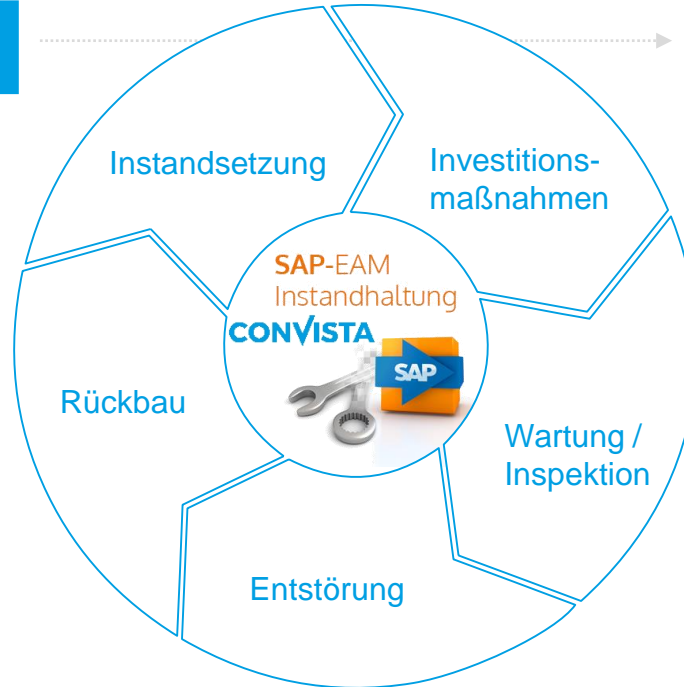 Instandsetzung
Investitions-
maßnahmen
SAP-EAM
Instandhaltung
CONVISTA
SAP
Rückbau
Wartung /
Inspektion
Entstörung